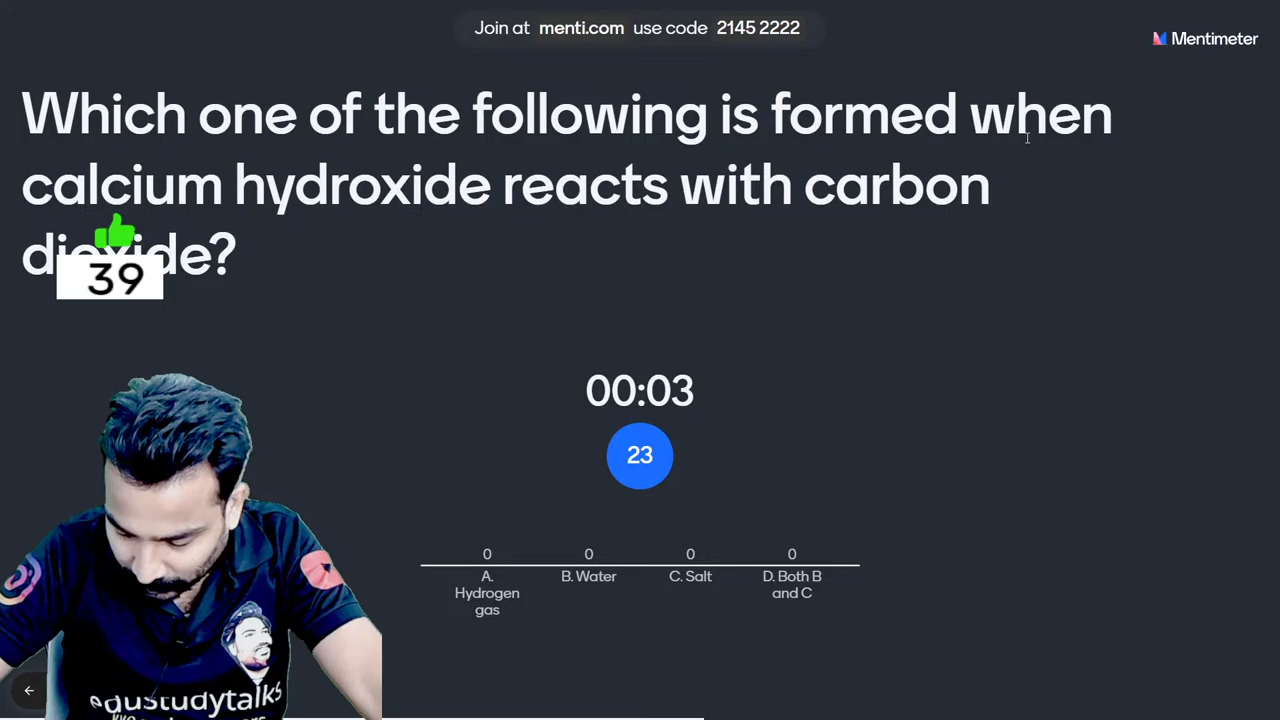 Join at menti.com use code 2145 2222
Mentimeter
Which one of the following is formed when
calcium hydroxide reacts with carbon
dioxide?
39
00:03
23
0 0 0 0
A. Hydrogen gas
B. Water
C. Salt
D. Both B and C
edustudytalks